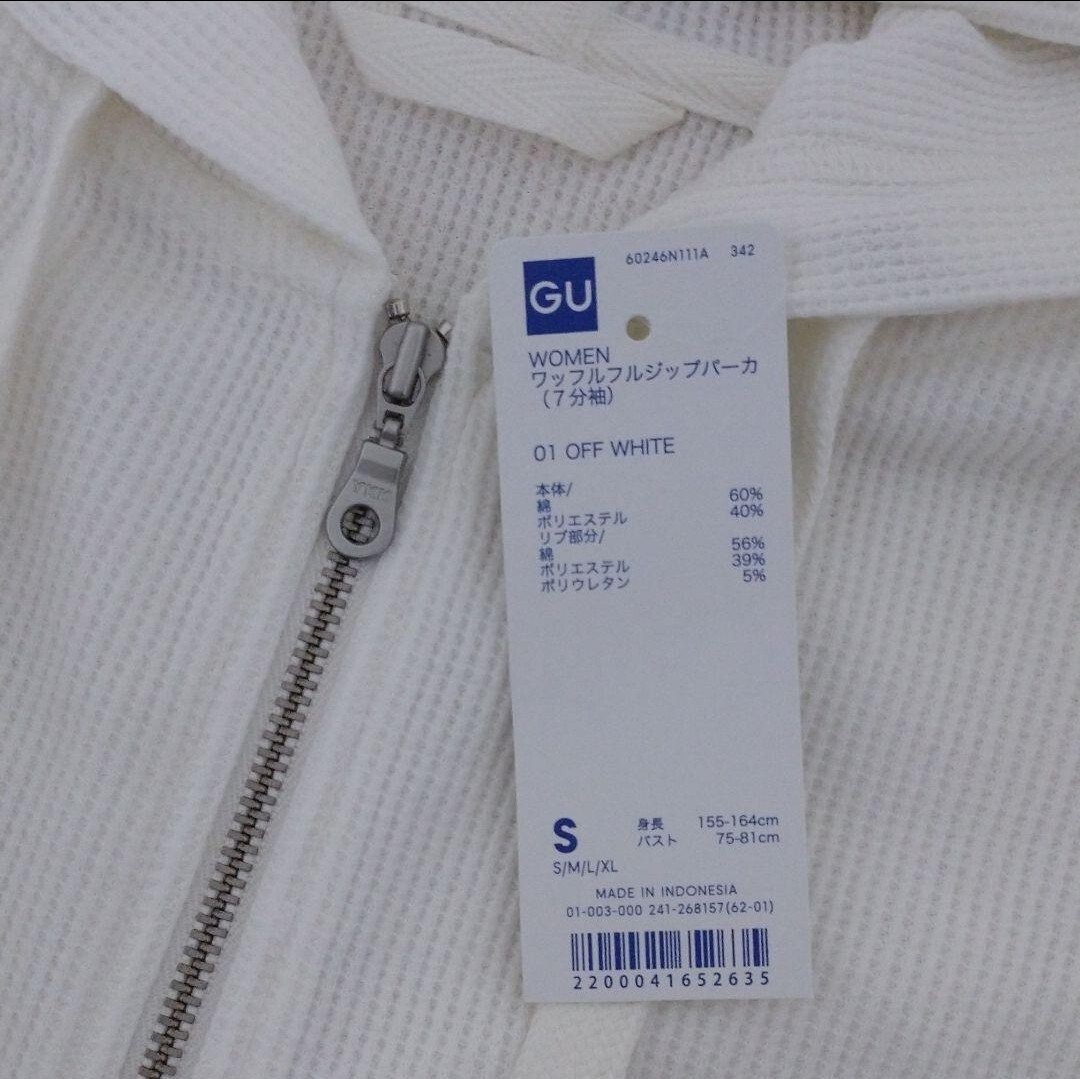 60246N111A 342
GU
WOMEN
ワッフルフルジップパーカ
(7分袖)
01 OFF WHITE
本体/
綿 60%
ポリエステル 40%
リブ部分/
綿 56%
ポリエステル 39%
ポリウレタン 5%
S 身長 155-164cm
バスト 75-81cm
S/M/L/XL
MADE IN INDONESIA
01-003-000 241-268157(62-01)
2200041652635
YKK